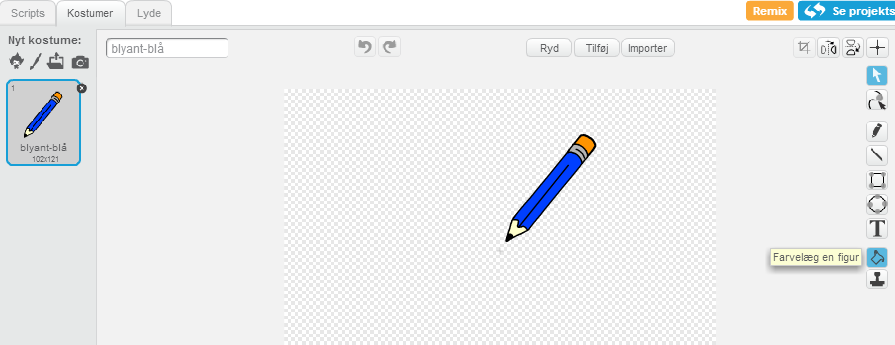 Scripts
Kostumer
Lyde
Remix
Se projekts
Nyt kostume:
blyant-blå
Ryd
Tilføj
Importer
1
blyant-blå
102x121
T
Farvelæg en figur